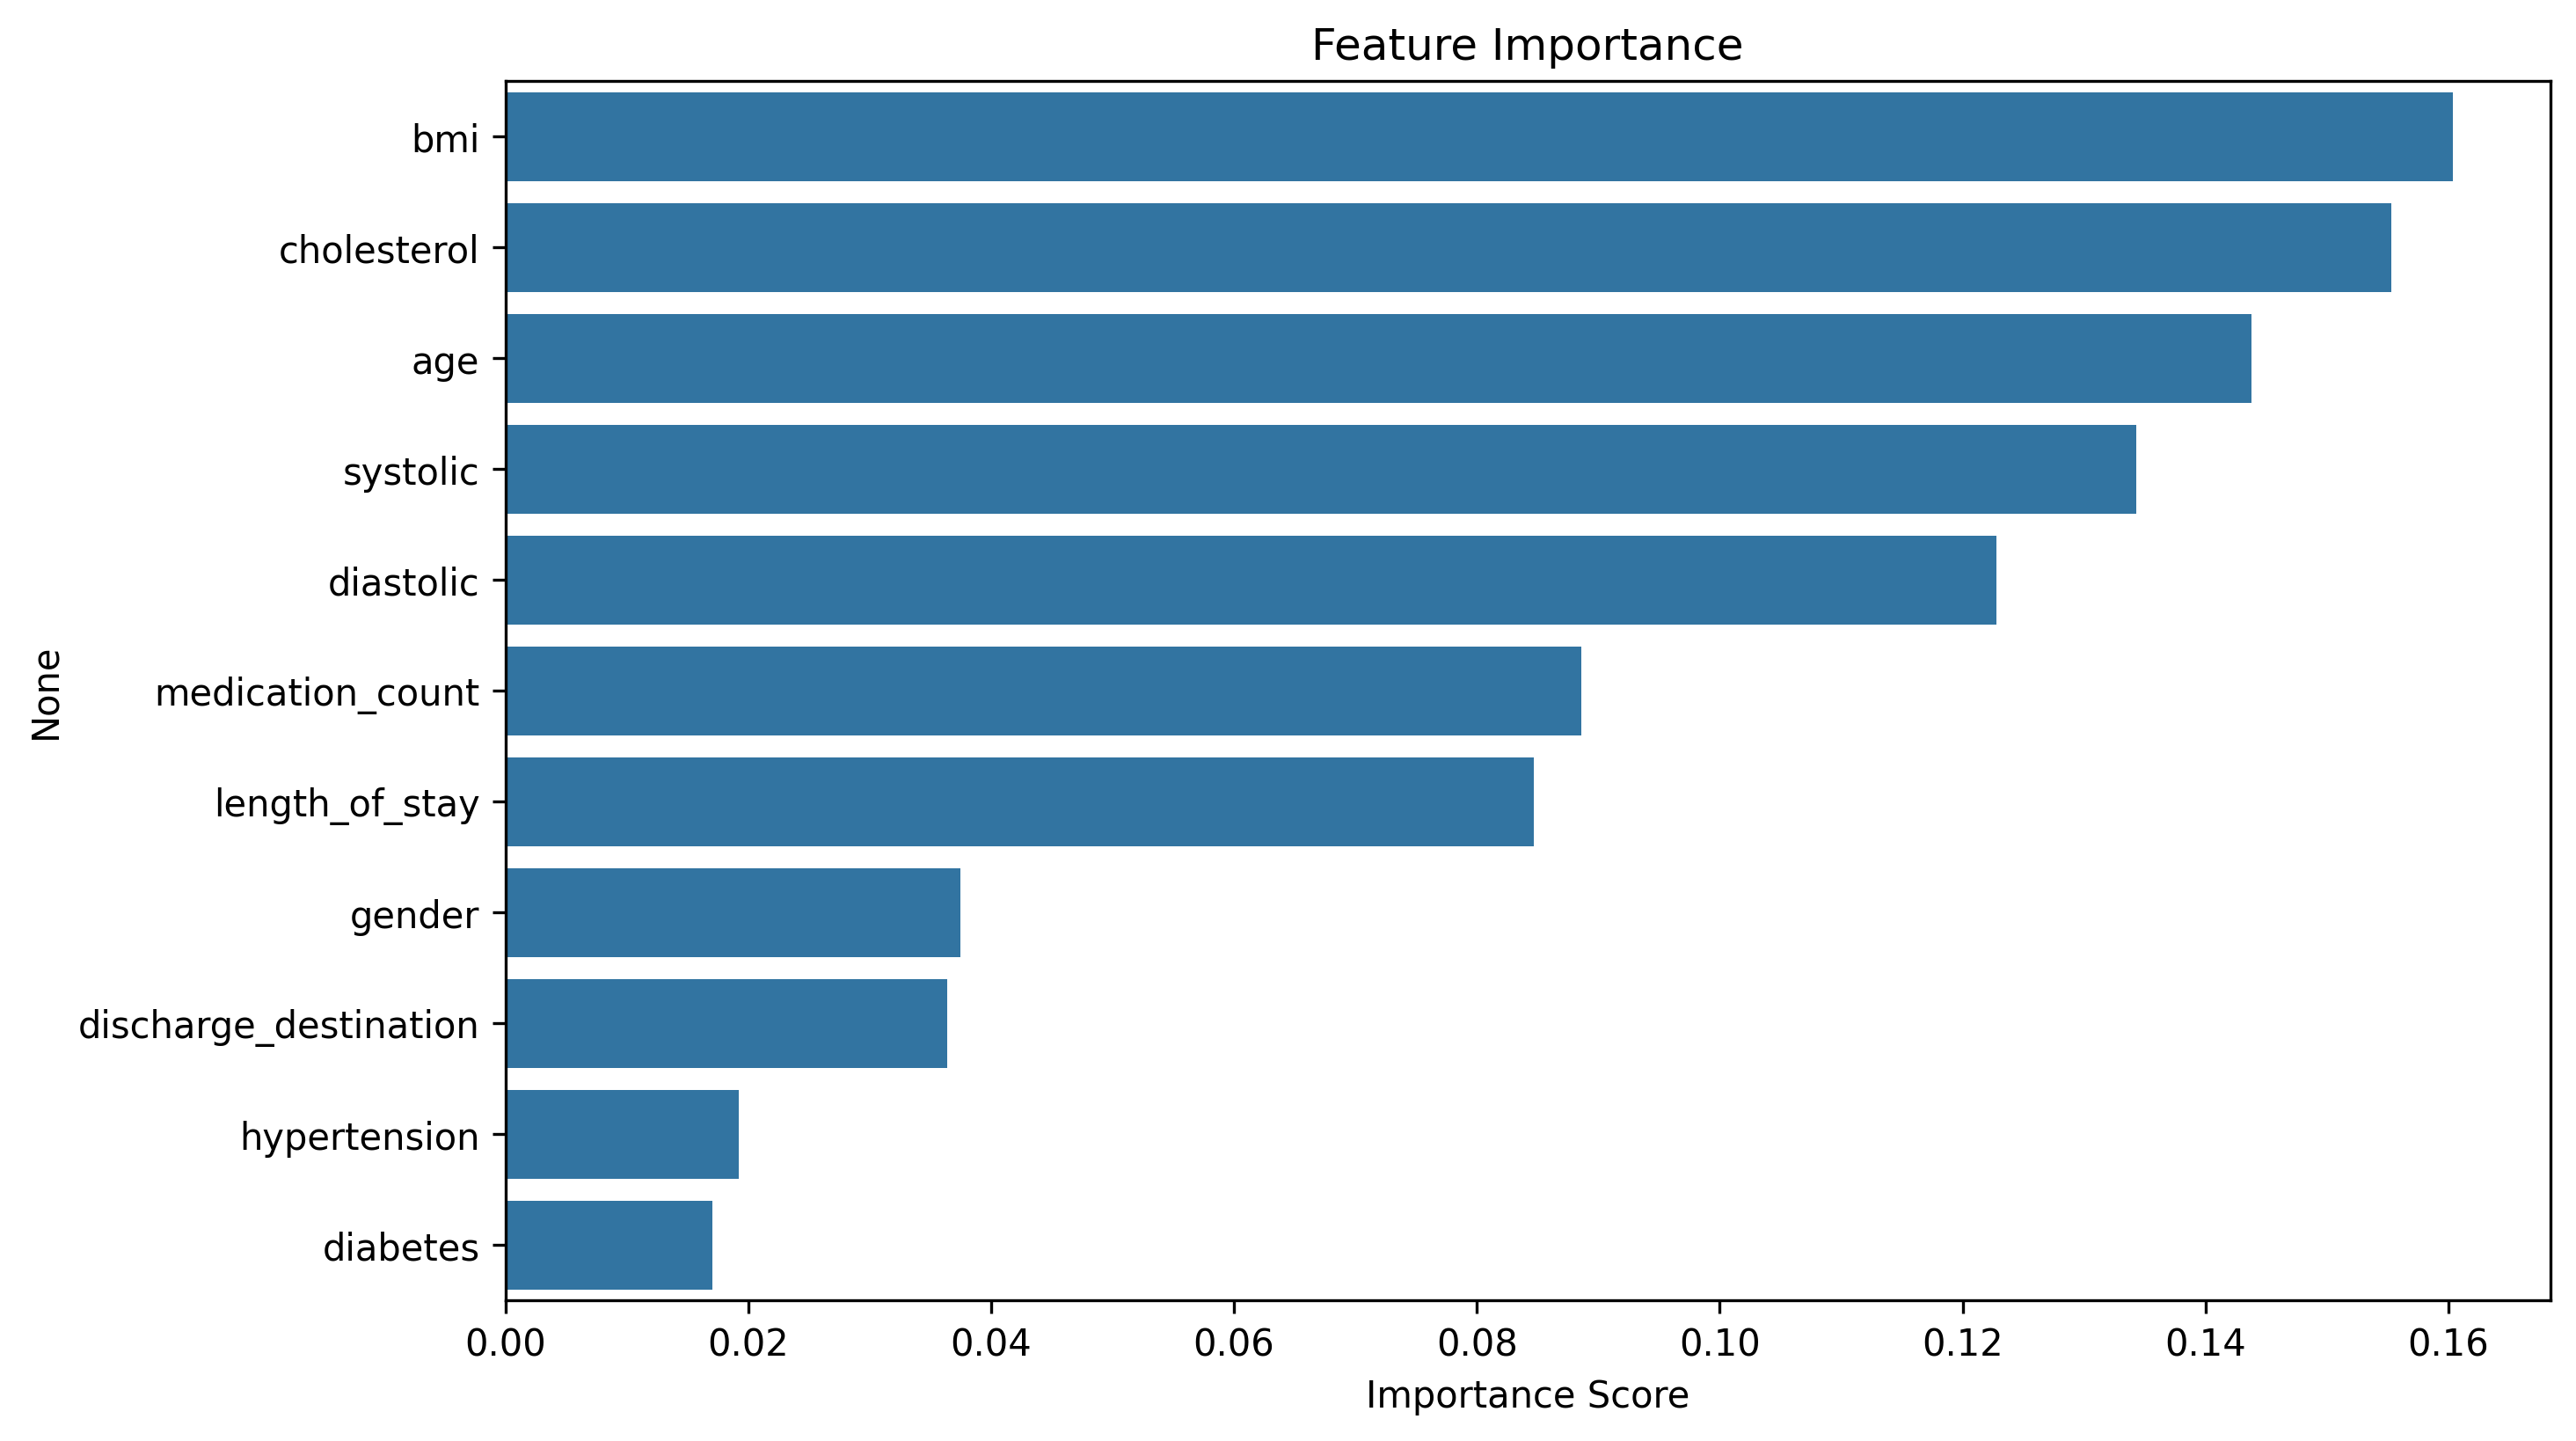 Feature Importance
bmi
cholesterol
age
systolic
diastolic
medication_count
length_of_stay
gender
discharge_destination
hypertension
diabetes
None
0.00 0.02 0.04 0.06 0.08 0.10 0.12 0.14 0.16
Importance Score